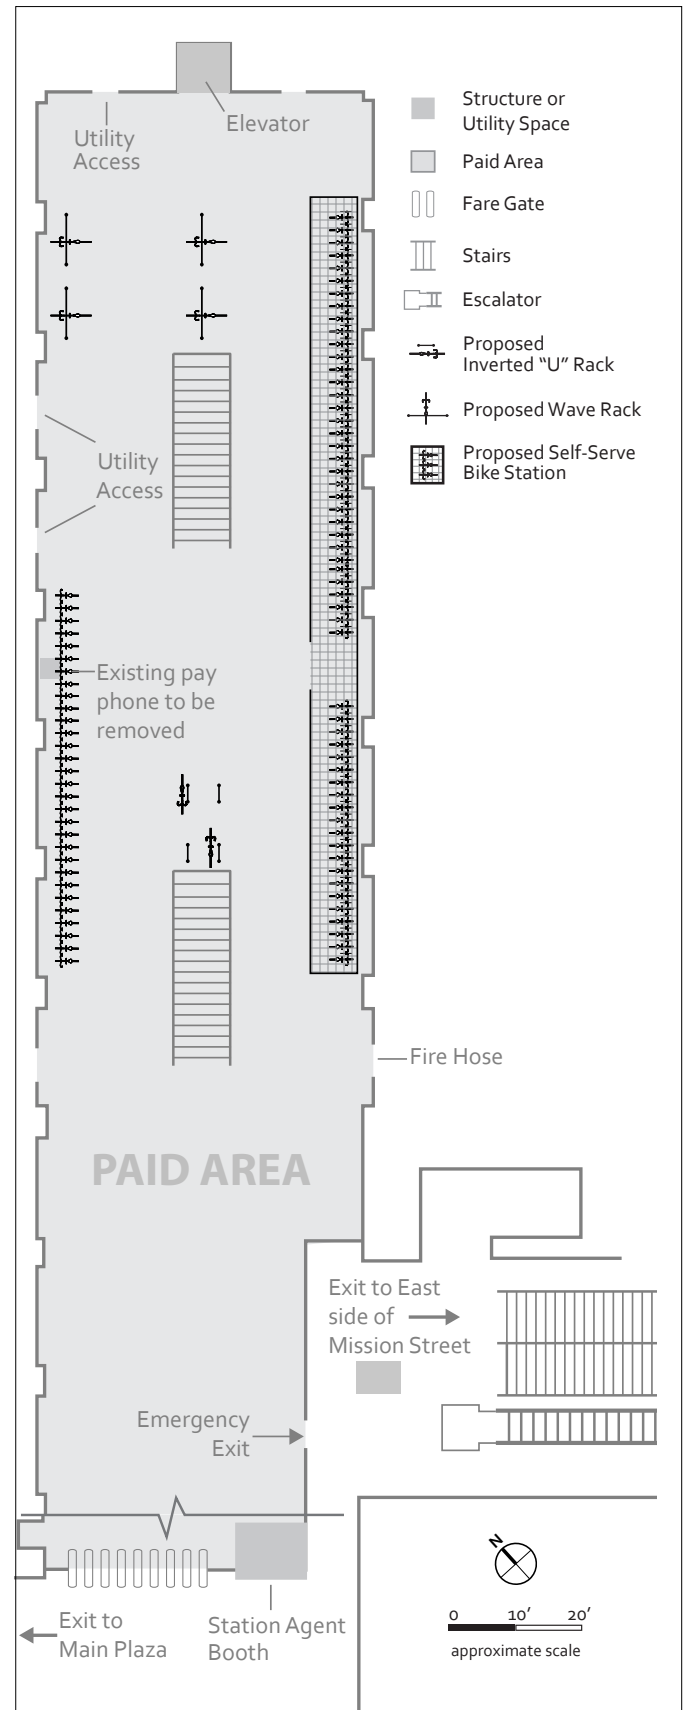 Elevator
Utility
Access
Structure or
Utility Space
Paid Area
Fare Gate
Stairs
Escalator
Proposed
Inverted “U” Rack
Proposed Wave Rack
Proposed Self-Serve
Bike Station
Utility
Access
Existing pay
phone to be
removed
Fire Hose
PAID AREA
Exit to East
side of
Mission Street
Emergency
Exit
Exit to
Main Plaza
Station Agent
Booth
N
0 10’ 20’
approximate scale